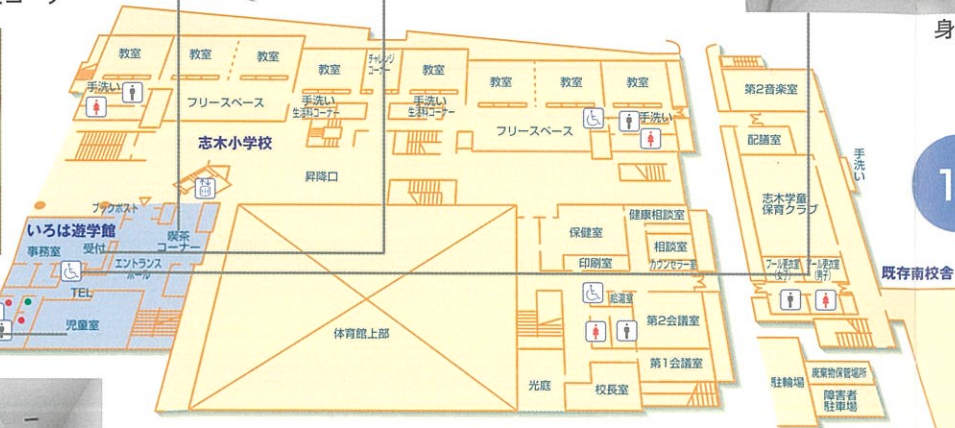 身
教室
教室
教室
教室
チャレンジ
コーナー
教室
教室
教室
教室
手洗い
フリースペース
手洗い
生活科コーナー
手洗い
生活科コーナー
フリースペース
手洗い
志木小学校
昇降口
ブックポスト
いろは遊学館
事務室
受付
喫茶
コーナー
エントランス
ホール
TEL
児童室
体育館上部
保健室
健康相談室
相談室
カウンセラー室
印刷室
給湯室
第2会議室
第1会議室
校長室
光庭
第2音楽室
配膳室
手洗い
志木学童
保育クラブ
プール更衣室
(女子)
プール更衣室
(男子)
既存南校舎
駐輪場
廃棄物保管場所
障害者
駐車場
1